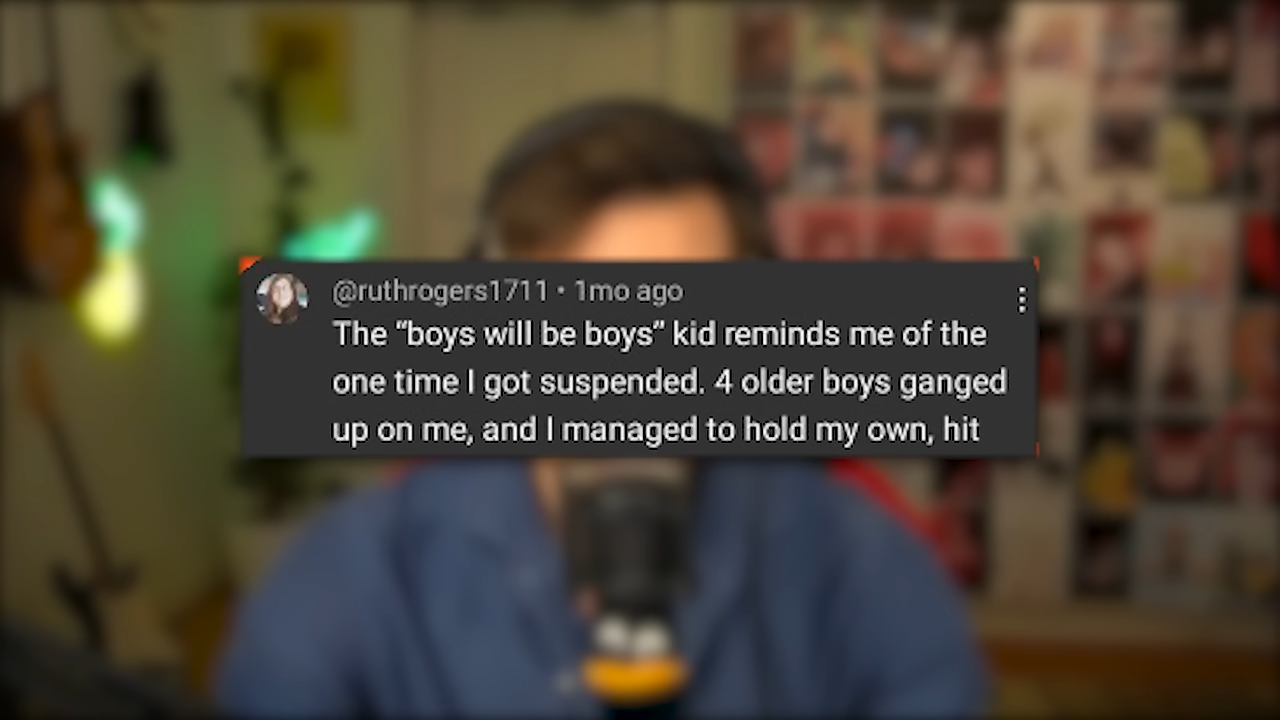 @ruthrogers1711 • 1mo ago
The “boys will be boys” kid reminds me of the
one time I got suspended. 4 older boys ganged
up on me, and I managed to hold my own, hit